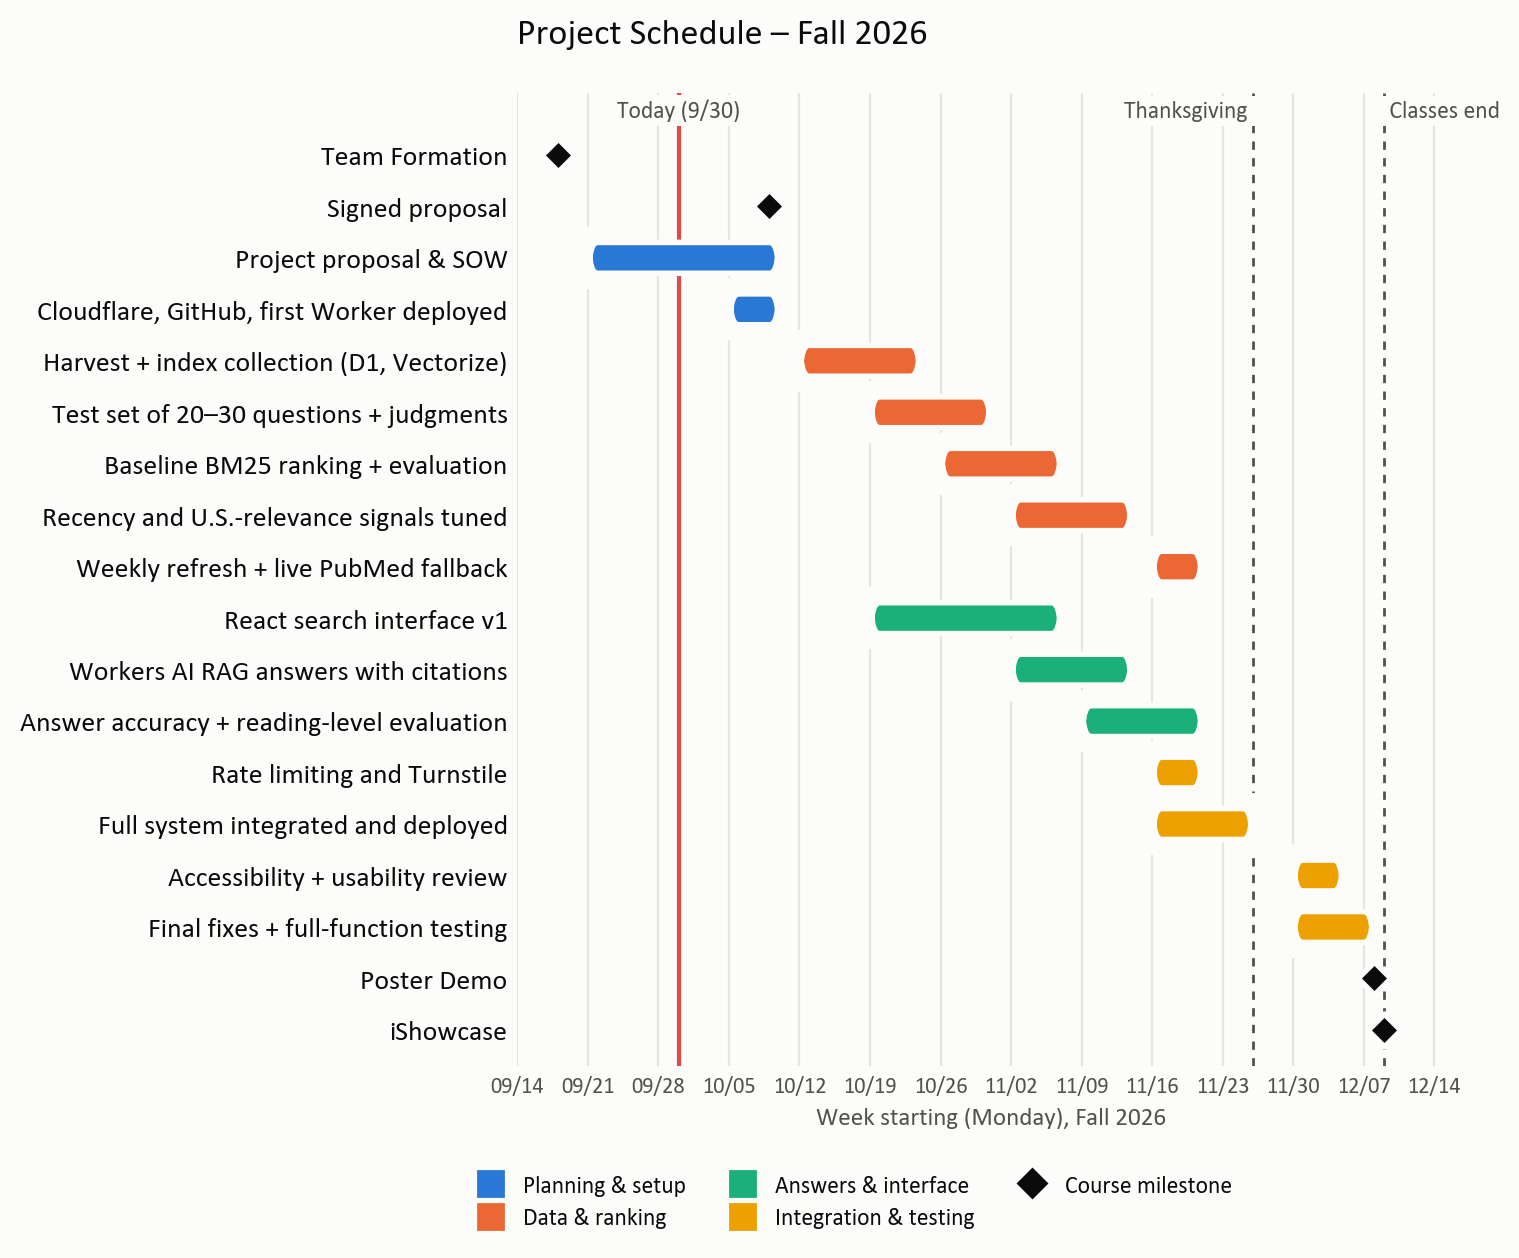 Project Schedule – Fall 2026
Today (9/30)
Thanksgiving
Classes end
Team Formation
Signed proposal
Project proposal & SOW
Cloudflare, GitHub, first Worker deployed
Harvest + index collection (D1, Vectorize)
Test set of 20–30 questions + judgments
Baseline BM25 ranking + evaluation
Recency and U.S.-relevance signals tuned
Weekly refresh + live PubMed fallback
React search interface v1
Workers AI RAG answers with citations
Answer accuracy + reading-level evaluation
Rate limiting and Turnstile
Full system integrated and deployed
Accessibility + usability review
Final fixes + full-function testing
Poster Demo
iShowcase
09/14 09/21 09/28 10/05 10/12 10/19 10/26 11/02 11/09 11/16 11/23 11/30 12/07 12/14
Week starting (Monday), Fall 2026
Planning & setup
Data & ranking
Answers & interface
Integration & testing
Course milestone